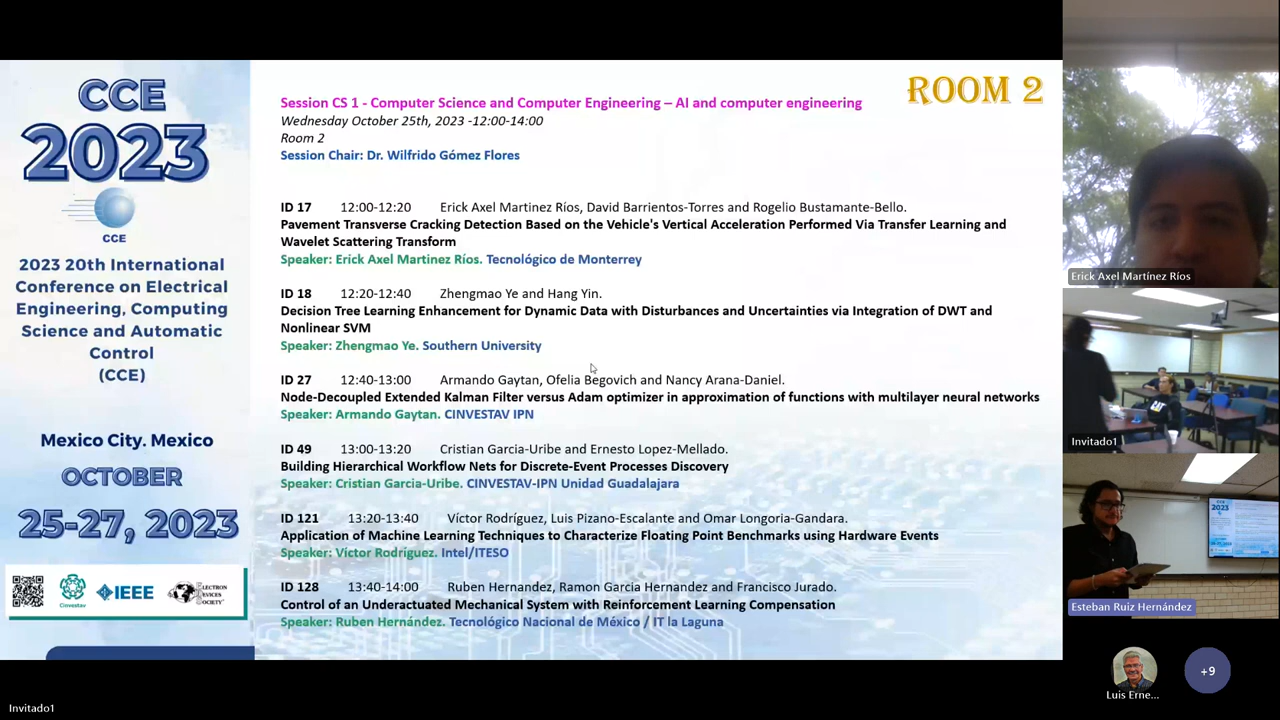 CCE
2023
CCE
2023 20th International
Conference on Electrical
Engineering, Computing
Science and Automatic
Control
(CCE)
Mexico City. Mexico
OCTOBER
25-27, 2023
Cinvestav
IEEE
ELECTRON
DEVICES
SOCIETY
ROOM 2
Session CS 1 - Computer Science and Computer Engineering – AI and computer engineering
Wednesday October 25th, 2023 -12:00-14:00
Room 2
Session Chair: Dr. Wilfrido Gómez Flores
ID 17 12:00-12:20 Erick Axel Martinez Ríos, David Barrientos-Torres and Rogelio Bustamante-Bello.
Pavement Transverse Cracking Detection Based on the Vehicle's Vertical Acceleration Performed Via Transfer Learning and
Wavelet Scattering Transform
Speaker: Erick Axel Martinez Ríos. Tecnológico de Monterrey
ID 18 12:20-12:40 Zhengmao Ye and Hang Yin.
Decision Tree Learning Enhancement for Dynamic Data with Disturbances and Uncertainties via Integration of DWT and
Nonlinear SVM
Speaker: Zhengmao Ye. Southern University
ID 27 12:40-13:00 Armando Gaytan, Ofelia Begovich and Nancy Arana-Daniel.
Node-Decoupled Extended Kalman Filter versus Adam optimizer in approximation of functions with multilayer neural networks
Speaker: Armando Gaytan. CINVESTAV IPN
ID 49 13:00-13:20 Cristian Garcia-Uribe and Ernesto Lopez-Mellado.
Building Hierarchical Workflow Nets for Discrete-Event Processes Discovery
Speaker: Cristian Garcia-Uribe. CINVESTAV-IPN Unidad Guadalajara
ID 121 13:20-13:40 Víctor Rodríguez, Luis Pizano-Escalante and Omar Longoria-Gandara.
Application of Machine Learning Techniques to Characterize Floating Point Benchmarks using Hardware Events
Speaker: Víctor Rodríguez. Intel/ITESO
ID 128 13:40-14:00 Ruben Hernandez, Ramon Garcia Hernandez and Francisco Jurado.
Control of an Underactuated Mechanical System with Reinforcement Learning Compensation
Speaker: Ruben Hernández. Tecnológico Nacional de México / IT la Laguna
Erick Axel Martínez Ríos
Invitado1
CCE
2023
Esteban Ruiz Hernández
Luis Erne...
+9
Invitado1